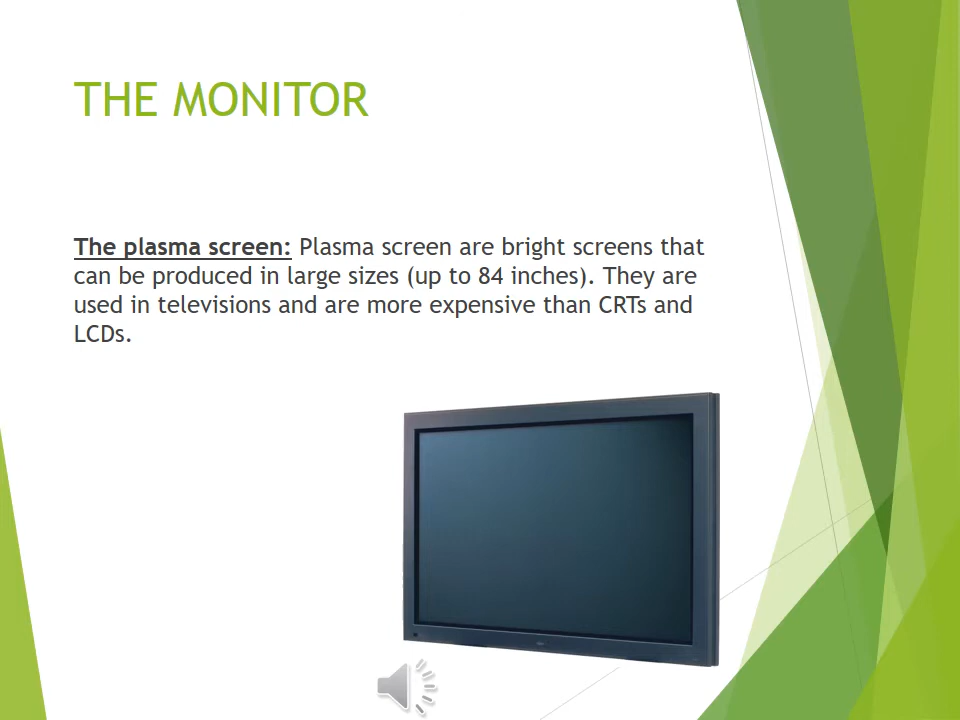 THE MONITOR
The plasma screen: Plasma screen are bright screens that
can be produced in large sizes (up to 84 inches). They are
used in televisions and are more expensive than CRTs and
LCDs.